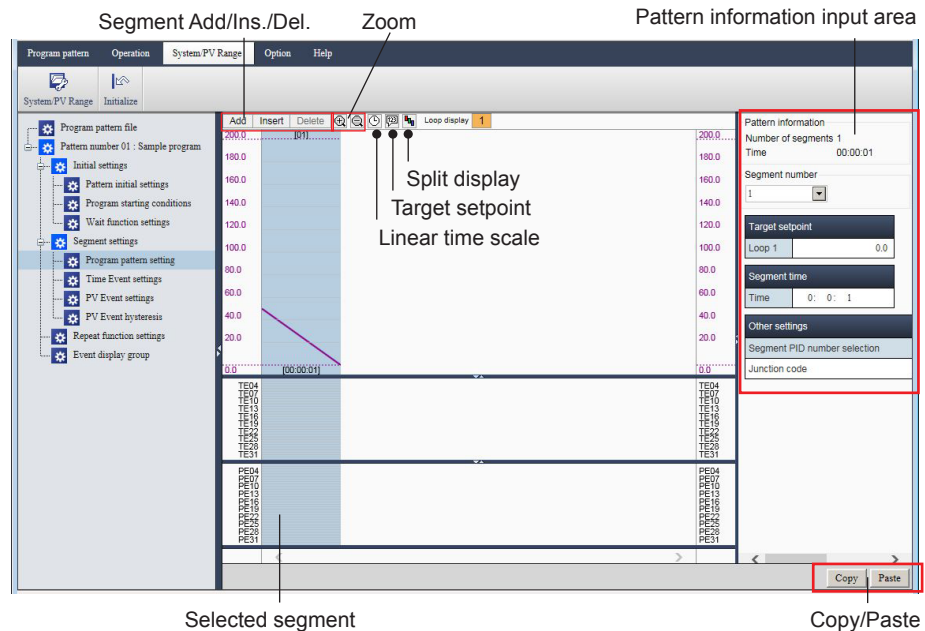 Segment Add/Ins./Del.
Zoom
Pattern information input area
Program pattern Operation System/PV Range Option Help
System/PV Range Initialize
Program pattern file
Pattern number 01 : Sample program
Initial settings
Pattern initial settings
Program starting conditions
Wait function settings
Segment settings
Program pattern setting
Time Event settings
PV Event settings
PV Event hysteresis
Repeat function settings
Event display group
Add Insert Delete Loop display 1
200.0 [01] 200.0
180.0 180.0
160.0 160.0
140.0 140.0
120.0 120.0
100.0 100.0
80.0 80.0
60.0 60.0
40.0 40.0
20.0 20.0
0.0 [00:00:01] 0.0
Split display
Target setpoint
Linear time scale
TE04 TE04
TE07 TE07
TE10 TE10
TE13 TE13
TE16 TE16
TE19 TE19
TE22 TE22
TE25 TE25
TE28 TE28
TE31 TE31
PE04 PE04
PE07 PE07
PE10 PE10
PE13 PE13
PE16 PE16
PE19 PE19
PE22 PE22
PE25 PE25
PE28 PE28
PE31 PE31
Pattern information
Number of segments 1
Time 00:00:01
Segment number
1
Target setpoint
Loop 1 0.0
Segment time
Time 0: 0: 1
Other settings
Segment PID number selection
Junction code
Copy Paste
Selected segment
Copy/Paste